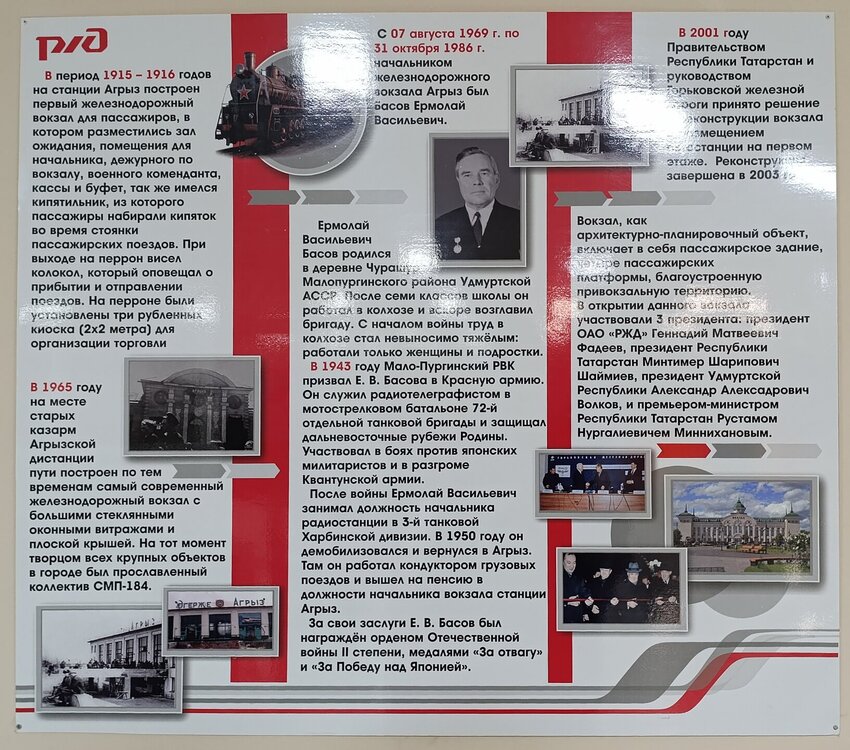 РЖД
В период 1915 – 1916 годов
на станции Агрыз построен
первый железнодорожный
вокзал для пассажиров, в
котором разместились зал
ожидания, помещения для
начальника, дежурного по
вокзалу, военного коменданта,
кассы и буфет, так же имелся
кипятильник, из которого
пассажиры набирали кипяток
во время стоянки
пассажирских поездов. При
выходе на перрон висел
колокол, который оповещал о
прибытии и отправлении
поездов. На перроне были
установлены три рубленных
киоска (2х2 метра) для
организации торговли
В 1965 году
на месте
старых
казарм
Агрызской
дистанции
пути построен по тем
временам самый современный
железнодорожный вокзал с
большими стеклянными
оконными витражами и
плоской крышей. На тот момент
творцом всех крупных объектов
в городе был прославленный
коллектив СМП-184.
ЭГЕРЖЕ АГРЫЗ
АГРЫЗ
С 07 августа 1969 г. по
31 октября 1986 г.
начальником
железнодорожного
вокзала Агрыз был
Басов Ермолай
Васильевич.
Ермолай
Васильевич
Басов родился
в деревне
Малопургинского района Удмуртской
АССР. После семи классов школы он
работал в колхозе и вскоре возглавил
бригаду. С началом войны труд в
колхозе стал невыносимо тяжёлым:
работали только женщины и подростки.
В 1943 году Мало-Пургинский РВК
призвал Е. В. Басова в Красную армию.
Он служил радиотелеграфистом в
мотострелковом батальоне 72-й
отдельной танковой бригады и защищал
дальневосточные рубежи Родины.
Участвовал в боях против японских
милитаристов и в разгроме
Квантунской армии.
После войны Ермолай Васильевич
занимал должность начальника
радиостанции в 3-й танковой
Харбинской дивизии. В 1950 году он
демобилизовался и вернулся в Агрыз.
Там он работал кондуктором грузовых
поездов и вышел на пенсию в
должности начальника вокзала станции
Агрыз.
За свои заслуги Е. В. Басов был
награждён орденом Отечественной
войны II степени, медалями «За отвагу»
и «За Победу над Японией».
В 2001 году
Правительством
Республики Татарстан и
руководством
Горьковской железной
дороги принято решение
реконструкции вокзала
размещением
станции на первом
этаже. Реконструкция
завершена в 2003 г.
Вокзал, как
архитектурно-планировочный объект,
включает в себя пассажирское здание,
четыре пассажирских
платформы, благоустроенную
привокзальную территорию.
В открытии данного вокзала
участвовали 3 президента: президент
ОАО «РЖД» Геннадий Матвеевич
Фадеев, президент Республики
Татарстан Минтимер Шарипович
Шаймиев, президент Удмуртской
Республики Александр Алексадрович
Волков, и премьером-министром
Республики Татарстан Рустамом
Нургалиевичем Миннихановым.